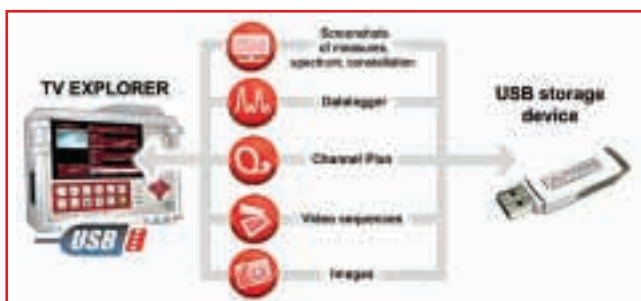 TV EXPLORER
Screenshots
of measures,
spectrum, constellation
Datalogger
Channel Plan
Video sequences
Images
USB storage
device
USB